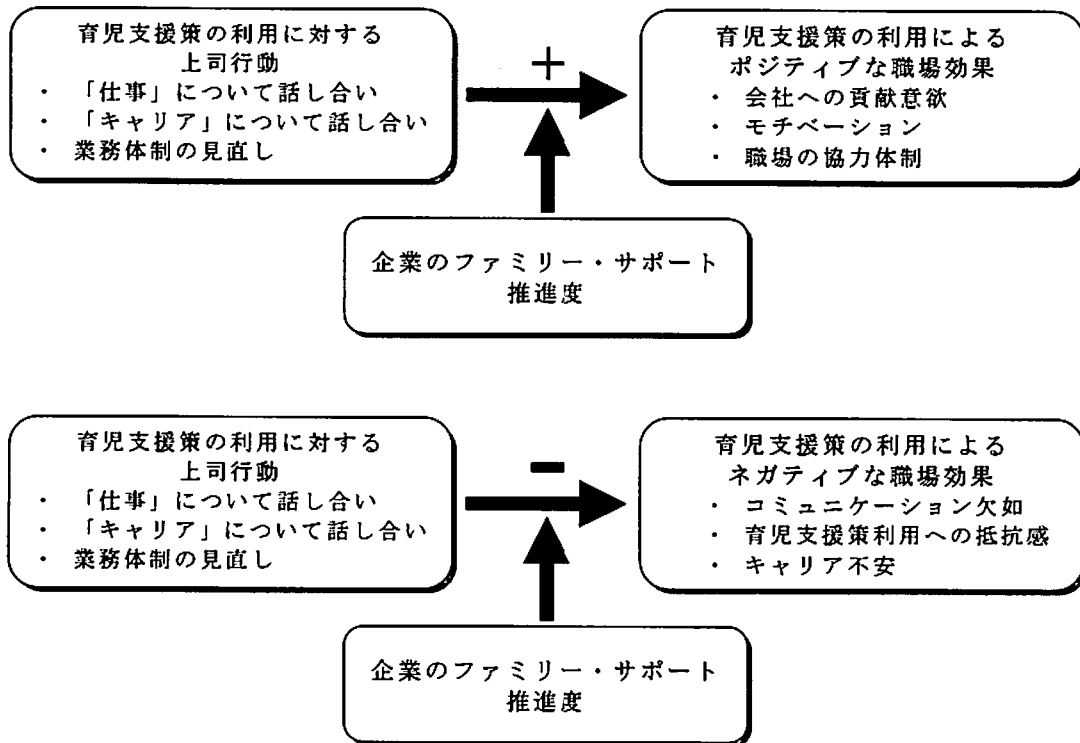 育児支援策の利用に対する
上司行動
・ 「仕事」について話し合い
・ 「キャリア」について話し合い
・ 業務体制の見直し
＋
育児支援策の利用による
ポジティブな職場効果
・ 会社への貢献意欲
・ モチベーション
・ 職場の協力体制
企業のファミリー・サポート
推進度
育児支援策の利用に対する
上司行動
・ 「仕事」について話し合い
・ 「キャリア」について話し合い
・ 業務体制の見直し
－
育児支援策の利用による
ネガティブな職場効果
・ コミュニケーション欠如
・ 育児支援策利用への抵抗感
・ キャリア不安
企業のファミリー・サポート
推進度